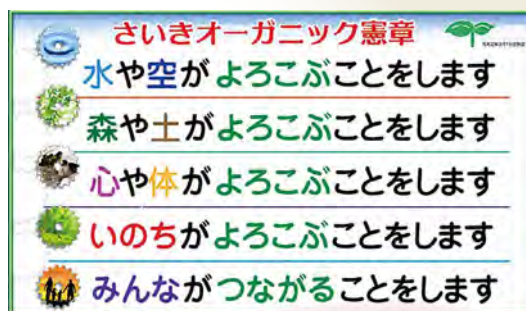 さいきオーガニック憲章
水や空がよろこぶことをします
森や土がよろこぶことをします
心や体がよろこぶことをします
いのちがよろこぶことをします
みんながつながることをします